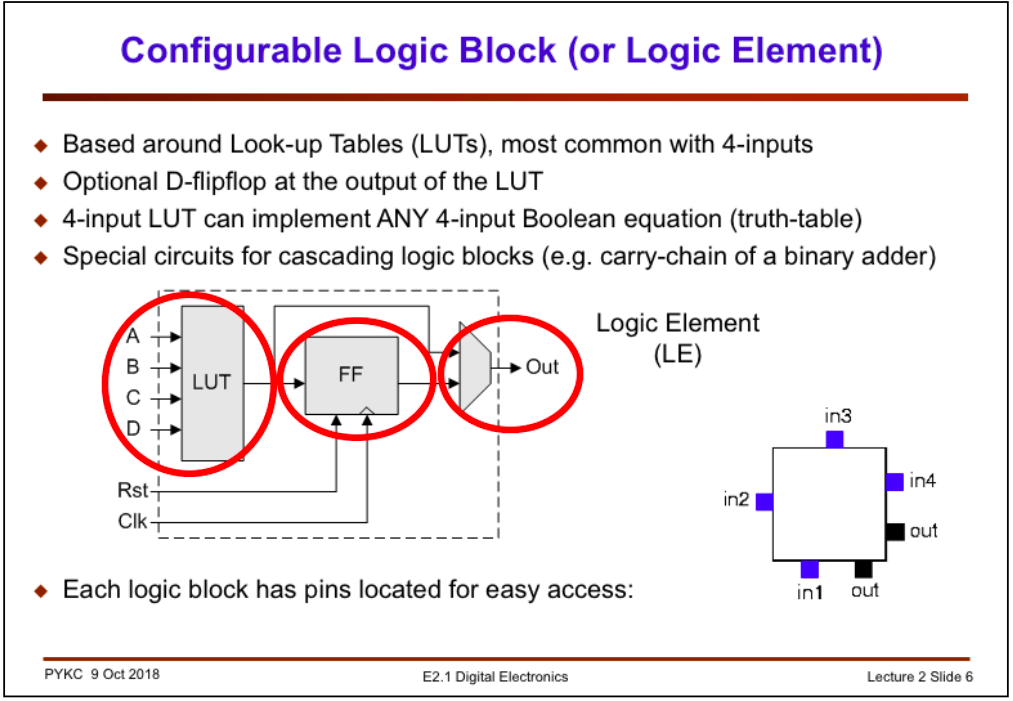 Configurable Logic Block (or Logic Element)
Based around Look-up Tables (LUTs), most common with 4-inputs
Optional D-flipflop at the output of the LUT
4-input LUT can implement ANY 4-input Boolean equation (truth-table)
Special circuits for cascading logic blocks (e.g. carry-chain of a binary adder)
A
B
C
D
LUT
FF
Out
Rst
Clk
Logic Element
(LE)
in3
in4
in2
out
in1
out
Each logic block has pins located for easy access:
PYKC 9 Oct 2018
E2.1 Digital Electronics
Lecture 2 Slide 6